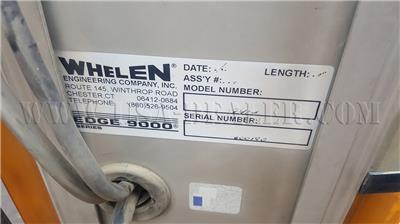 WHELEN®
ENGINEERING COMPANY, INC.
ROUTE 145, WINTHROP ROAD
CHESTER, CT 06412-0684
TELEPHONE (860)526-9504
EDGE 9000®
SERIES
DATE:
LENGTH:
ASS'Y #:
MODEL NUMBER:
SERIAL NUMBER: